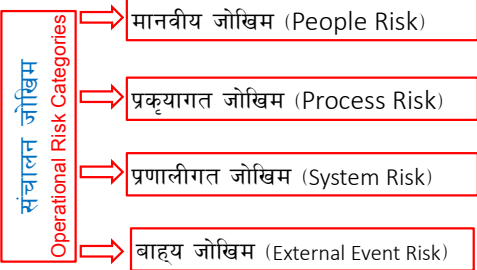 संचालन जोखिम
Operational Risk Categories
मानवीय जोखिम (People Risk)
प्रकृयागत जोखिम (Process Risk)
प्रणालीगत जोखिम (System Risk)
बाह्य जोखिम (External Event Risk)